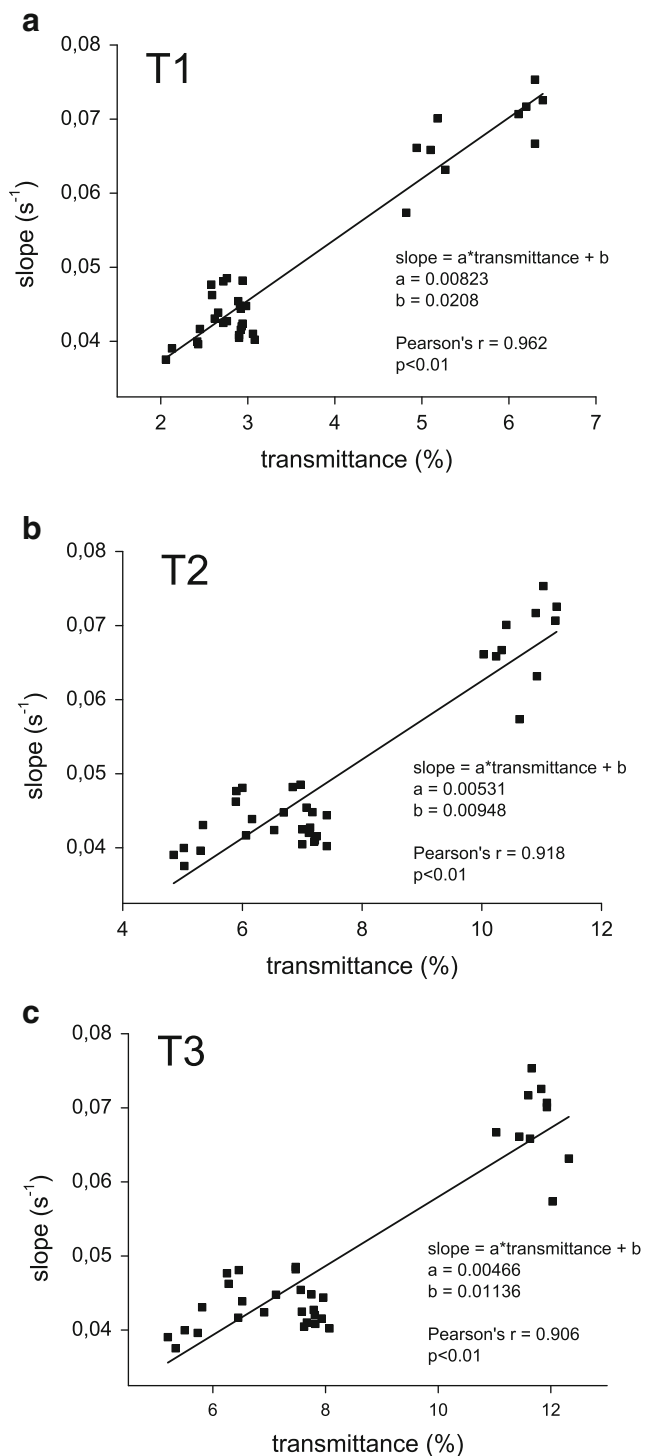 a
T1
0,08
0,07
0,06
0,05
0,04
slope (s⁻¹)
slope = a*transmittance + b
a = 0.00823
b = 0.0208
Pearson's r = 0.962
p<0.01
2 3 4 5 6 7
transmittance (%)
b
T2
0,08
0,07
0,06
0,05
0,04
slope (s⁻¹)
slope = a*transmittance + b
a = 0.00531
b = 0.00948
Pearson's r = 0.918
p<0.01
4 6 8 10 12
transmittance (%)
c
T3
0,08
0,07
0,06
0,05
0,04
slope (s⁻¹)
slope = a*transmittance + b
a = 0.00466
b = 0.01136
Pearson's r = 0.906
p<0.01
6 8 10 12
transmittance (%)